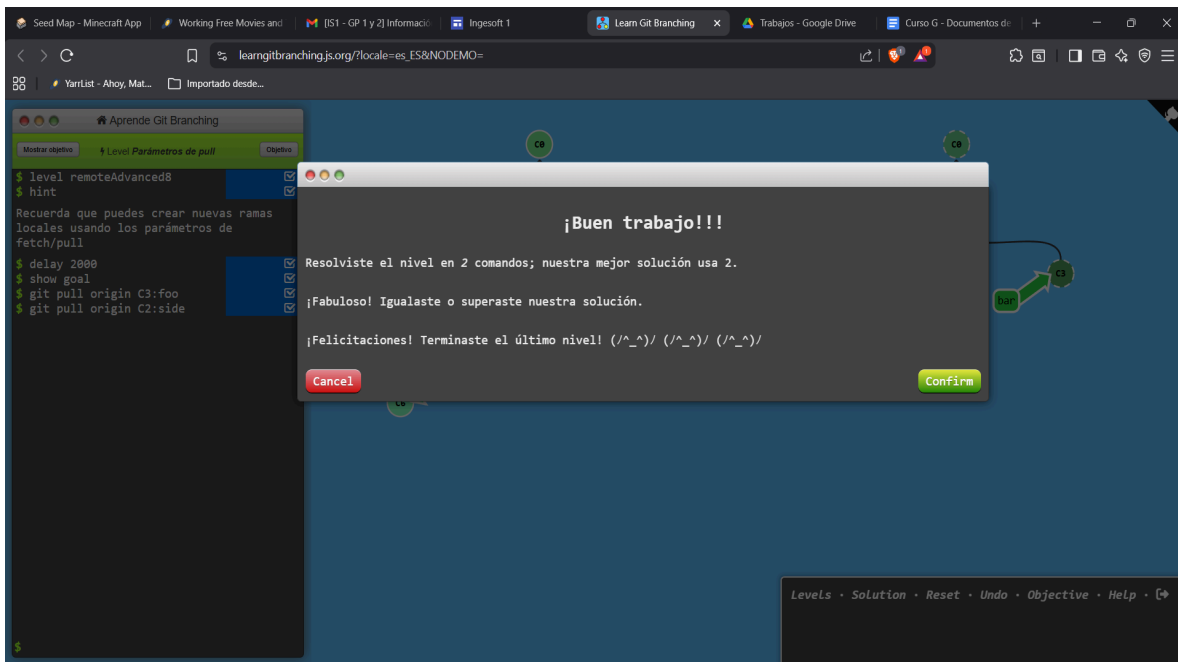 Seed Map - Minecraft App
Working Free Movies and
[IS1 - GP 1 y 2] Informació
Ingesoft 1
Learn Git Branching
Trabajos - Google Drive
Curso G - Documentos de
learngitbranching.js.org/?locale=es_ES&NODEMO=
YarrList - Ahoy, Mat...
Importado desde...
Aprende Git Branching
Mostrar objetivo
Level Parámetros de pull
Objetivo
$ level remoteAdvanced8
$ hint
Recuerda que puedes crear nuevas ramas
locales usando los parámetros de
fetch/pull
$ delay 2000
$ show goal
$ git pull origin C3:foo
$ git pull origin C2:side
$
C0
C0
¡Buen trabajo!!!
Resolviste el nivel en 2 comandos; nuestra mejor solución usa 2.
¡Fabuloso! Igualaste o superaste nuestra solución.
¡Felicitaciones! Terminaste el último nivel! (/^_^)/ (/^_^)/ (/^_^)/
Cancel
Confirm
C3
bar
C6
Levels · Solution · Reset · Undo · Objective · Help ·